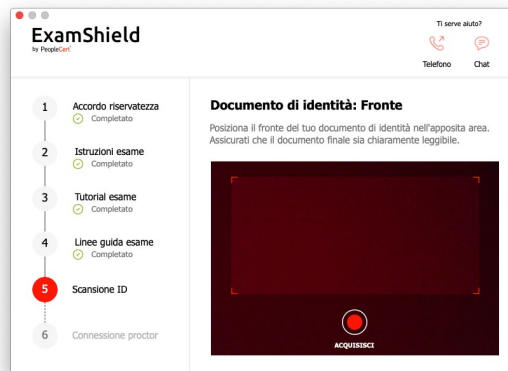 ExamShield
by PeopleCert
Ti serve aiuto?
Telefono
Chat
1
Accordo riservatezza
Completato
2
Istruzioni esame
Completato
3
Tutorial esame
Completato
4
Linee guida esame
Completato
5
Scansione ID
6
Connessione proctor
Documento di identità: Fronte
Posiziona il fronte del tuo documento di identità nell'apposita area.
Assicurati che il documento finale sia chiaramente leggibile.
ACQUISISCI